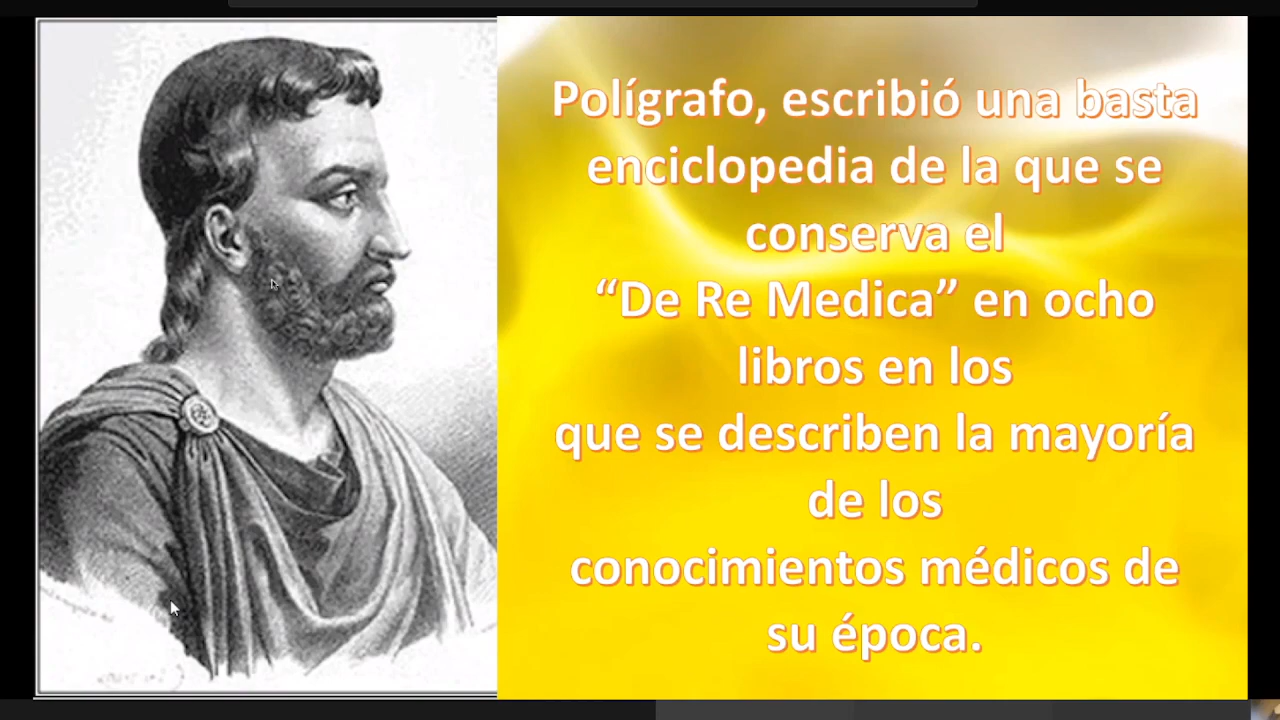 Polígrafo, escribió una basta
enciclopedia de la que se
conserva el
“De Re Medica” en ocho
libros en los
que se describen la mayoría
de los
conocimientos médicos de
su época.